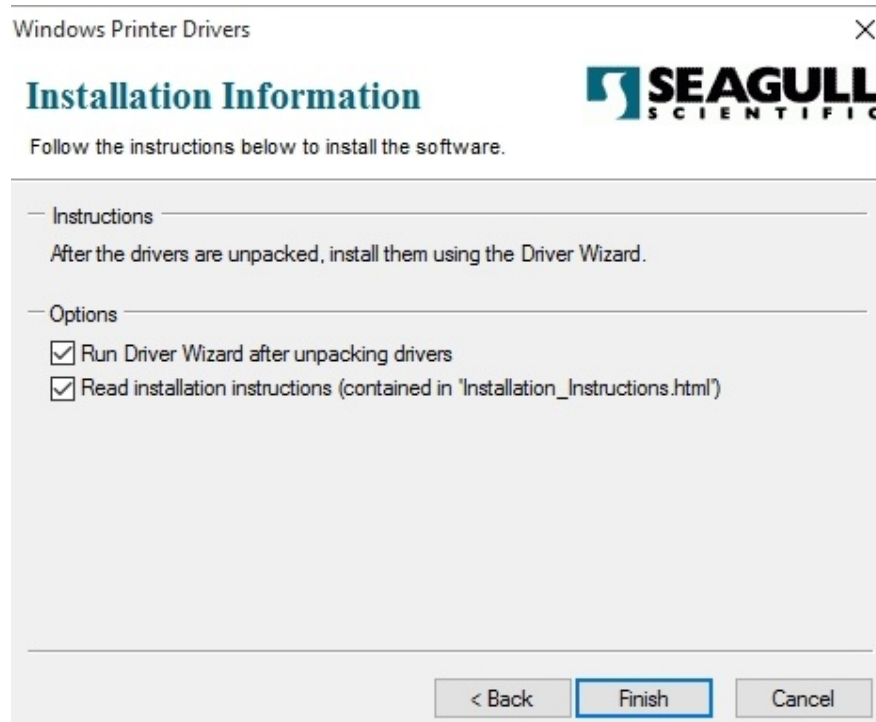 Windows Printer Drivers
Installation Information
SEAGULL
SCIENTIFIC
Follow the instructions below to install the software.
Instructions
After the drivers are unpacked, install them using the Driver Wizard.
Options
Run Driver Wizard after unpacking drivers
Read installation instructions (contained in 'Installation_Instructions.html')
< Back Finish Cancel